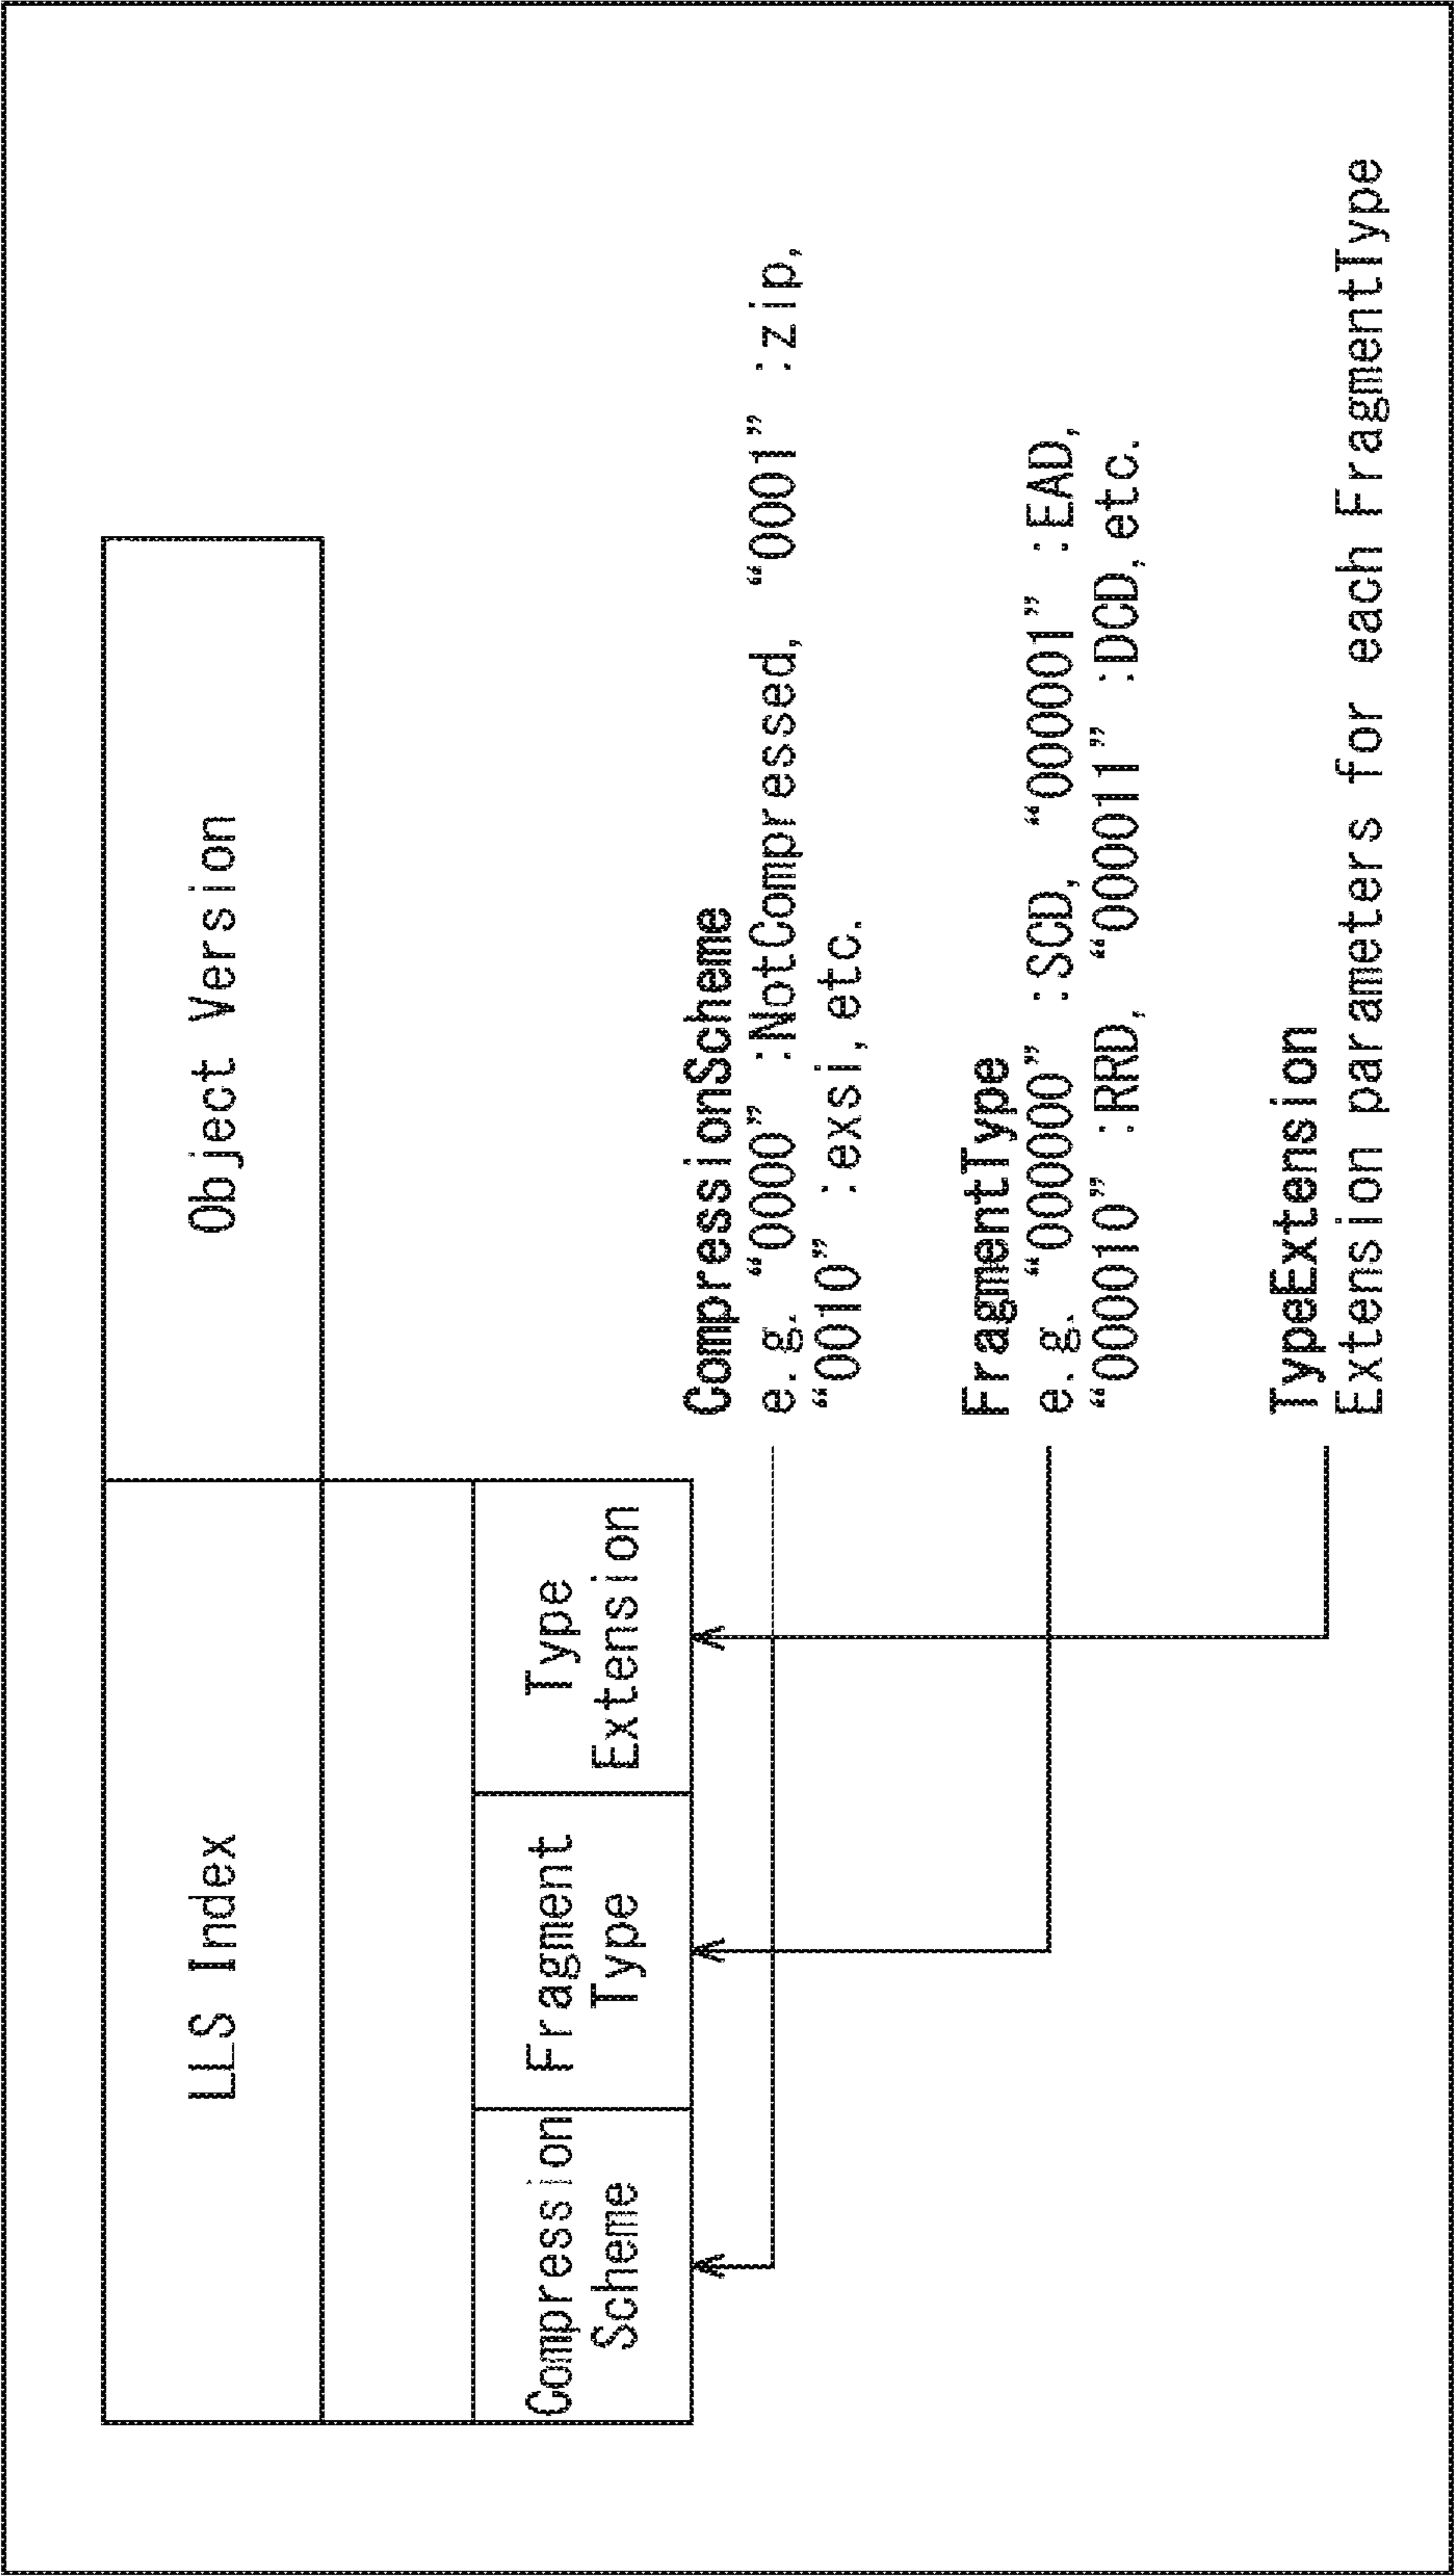 LLS Index
Object Version
Compression
Scheme
Fragment
Type
Type
Extension
CompressionScheme
e.g. “0000” :NotCompressed, “0001” :zip,
“0010” :exsi,etc.
FragmentType
e.g. “000000” :SCD, “000001” :EAD,
“000010” :RRD, “000011” :DCD,etc.
TypeExtension
Extension parameters for each FragmentType